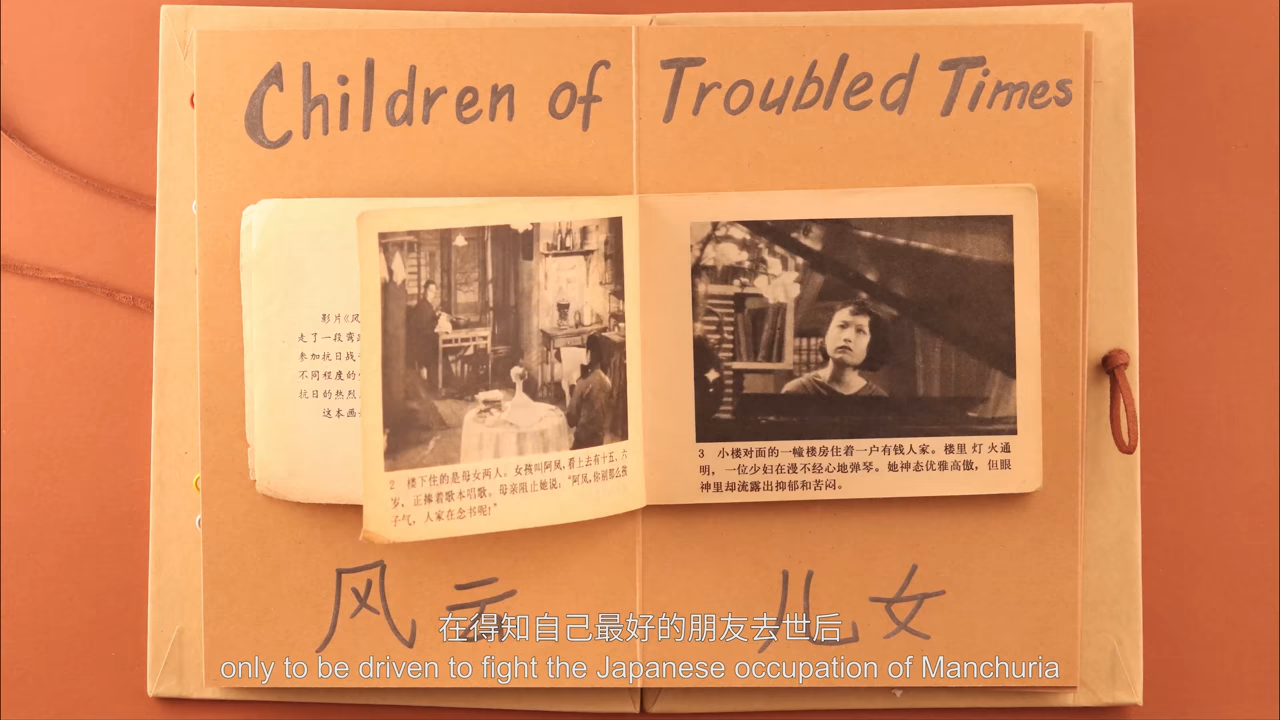 Children of Troubled Times
影片《风
走了一段弯
参加抗日战
不同程度的
抗日的热烈
这本画
2 楼下住的是母女两人。女孩叫阿凤,看上去有十五、六
岁,正捧着歌本唱歌。母亲阻止她说:“阿凤,你别那么孩
子气,人家在念书呢!”
3 小楼对面的一幢楼房住着一户有钱人家。楼里灯火通
明,一位少妇在漫不经心地弹琴。她神态优雅高傲,但眼
神里却流露出抑郁和苦闷。
风云儿女
在得知自己最好的朋友去世后
only to be driven to fight the Japanese occupation of Manchuria